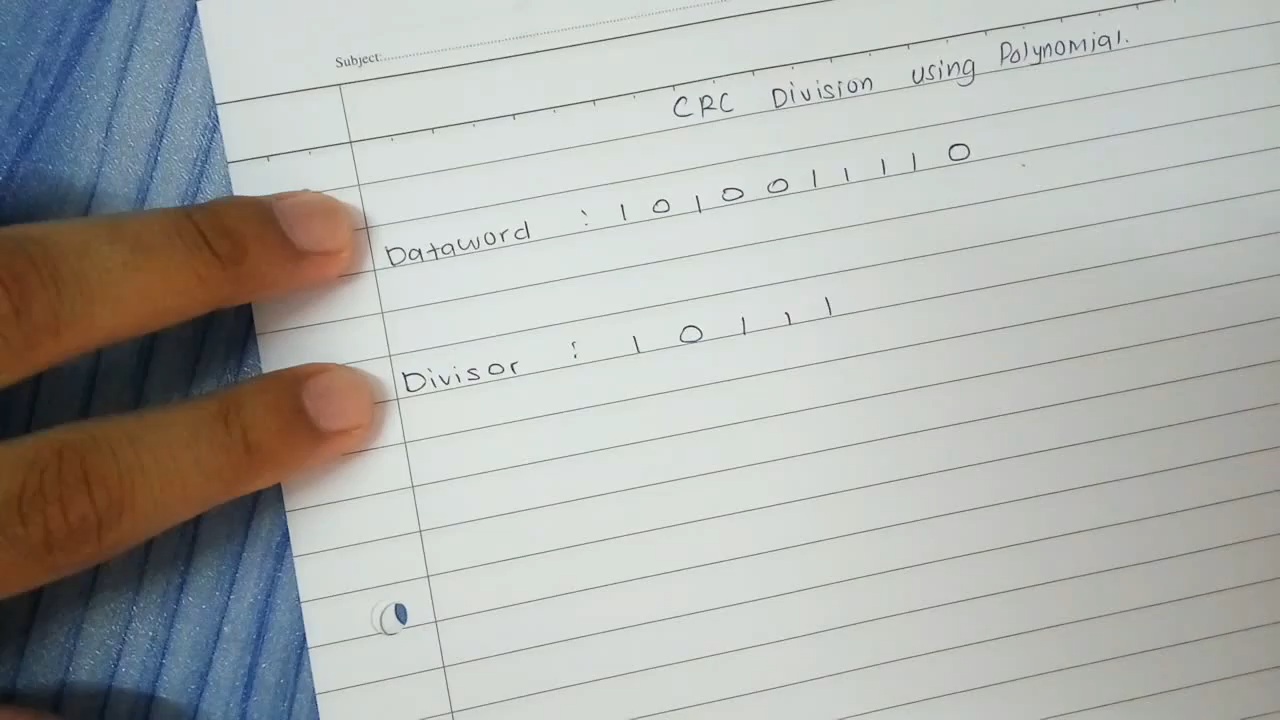 Subject:
CRC Division using Polynomial.
Dataword : 1 0 1 0 0 1 1 1 1 0
Divisor : 1 0 1 1 1